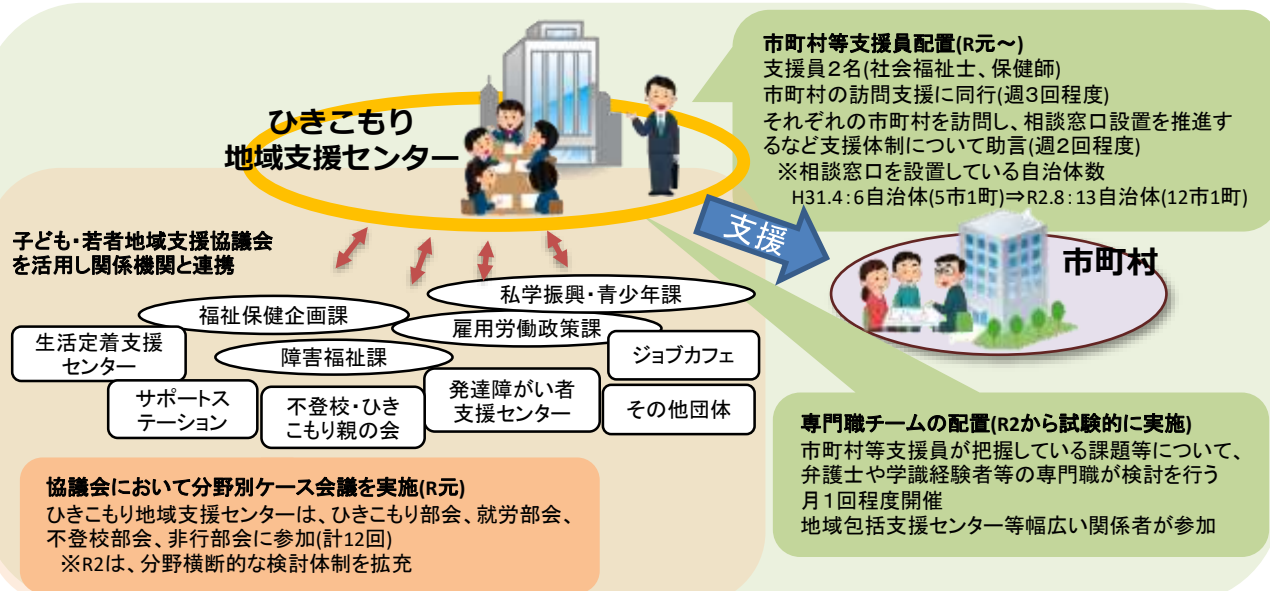 ひきこもり
地域支援センター
市町村等支援員配置(R元～)
支援員２名(社会福祉士、保健師)
市町村の訪問支援に同行(週３回程度)
それぞれの市町村を訪問し、相談窓口設置を推進す
るなど支援体制について助言(週２回程度)
※相談窓口を設置している自治体数
H31.4：6自治体(5市1町)⇒R2.8：13自治体(12市1町)
支援
市町村
子ども・若者地域支援協議会
を活用し関係機関と連携
私学振興・青少年課
福祉保健企画課
雇用労働政策課
障害福祉課
生活定着支援
センター
ジョブカフェ
サポートス
テーション
不登校・ひき
こもり親の会
発達障がい者
支援センター
その他団体
専門職チームの配置(R2から試験的に実施)
市町村等支援員が把握している課題等について、
弁護士や学識経験者等の専門職が検討を行う
月１回程度開催
地域包括支援センター等幅広い関係者が参加
協議会において分野別ケース会議を実施(R元)
ひきこもり地域支援センターは、ひきこもり部会、就労部会、
不登校部会、非行部会に参加(計12回)
※R2は、分野横断的な検討体制を拡充